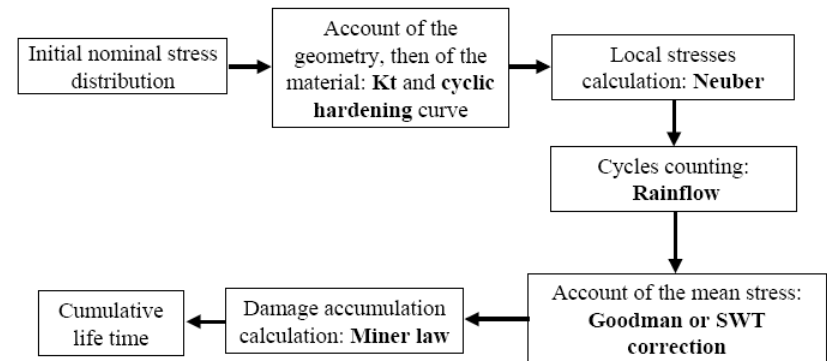 Initial nominal stress
distribution
Account of the
geometry, then of the
material: Kt and cyclic
hardening curve
Local stresses
calculation: Neuber
Cycles counting:
Rainflow
Account of the mean stress:
Goodman or SWT
correction
Damage accumulation
calculation: Miner law
Cumulative
life time